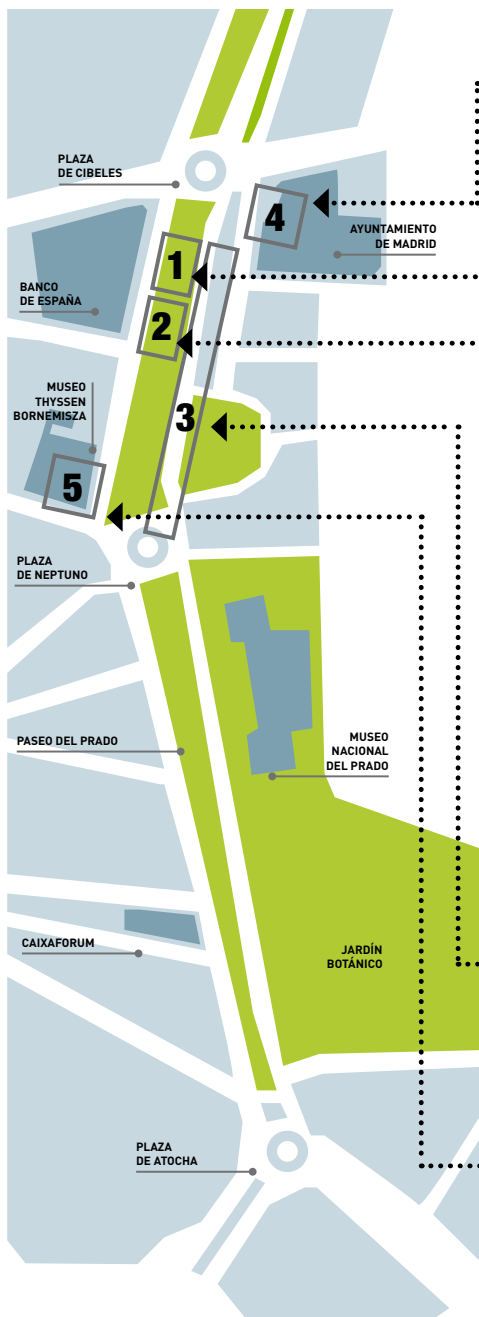 PLAZA
DE CIBELES
4
AYUNTAMIENTO
DE MADRID
1
BANCO
DE ESPAÑA
2
MUSEO
THYSSEN
BORNEMISZA
3
5
PLAZA
DE NEPTUNO
PASEO DEL PRADO
MUSEO
NACIONAL
DEL PRADO
CAIXAFORUM
JARDÍN
BOTÁNICO
PLAZA
DE ATOCHA